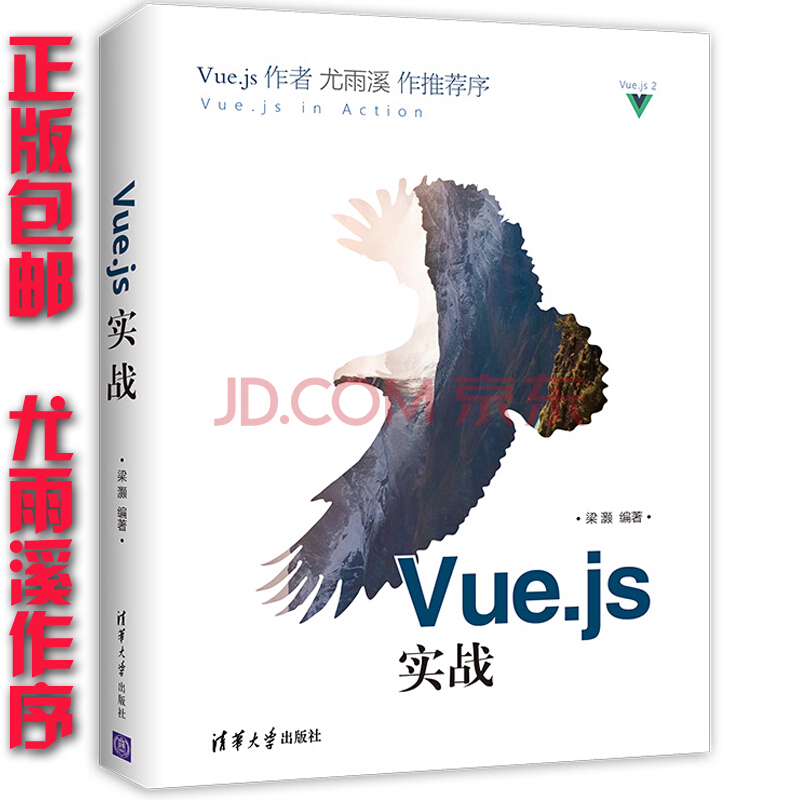 正版包邮
尤雨溪作序
Vue.js 作者 尤雨溪 作推荐序
Vue.js in Action
Vue.js 2
Vue.js 实战
• 梁灏 编著 •
清华大学出版社
JD.COM 京东
• 梁灏 编著 •
Vue.js
实战
清华大学出版社